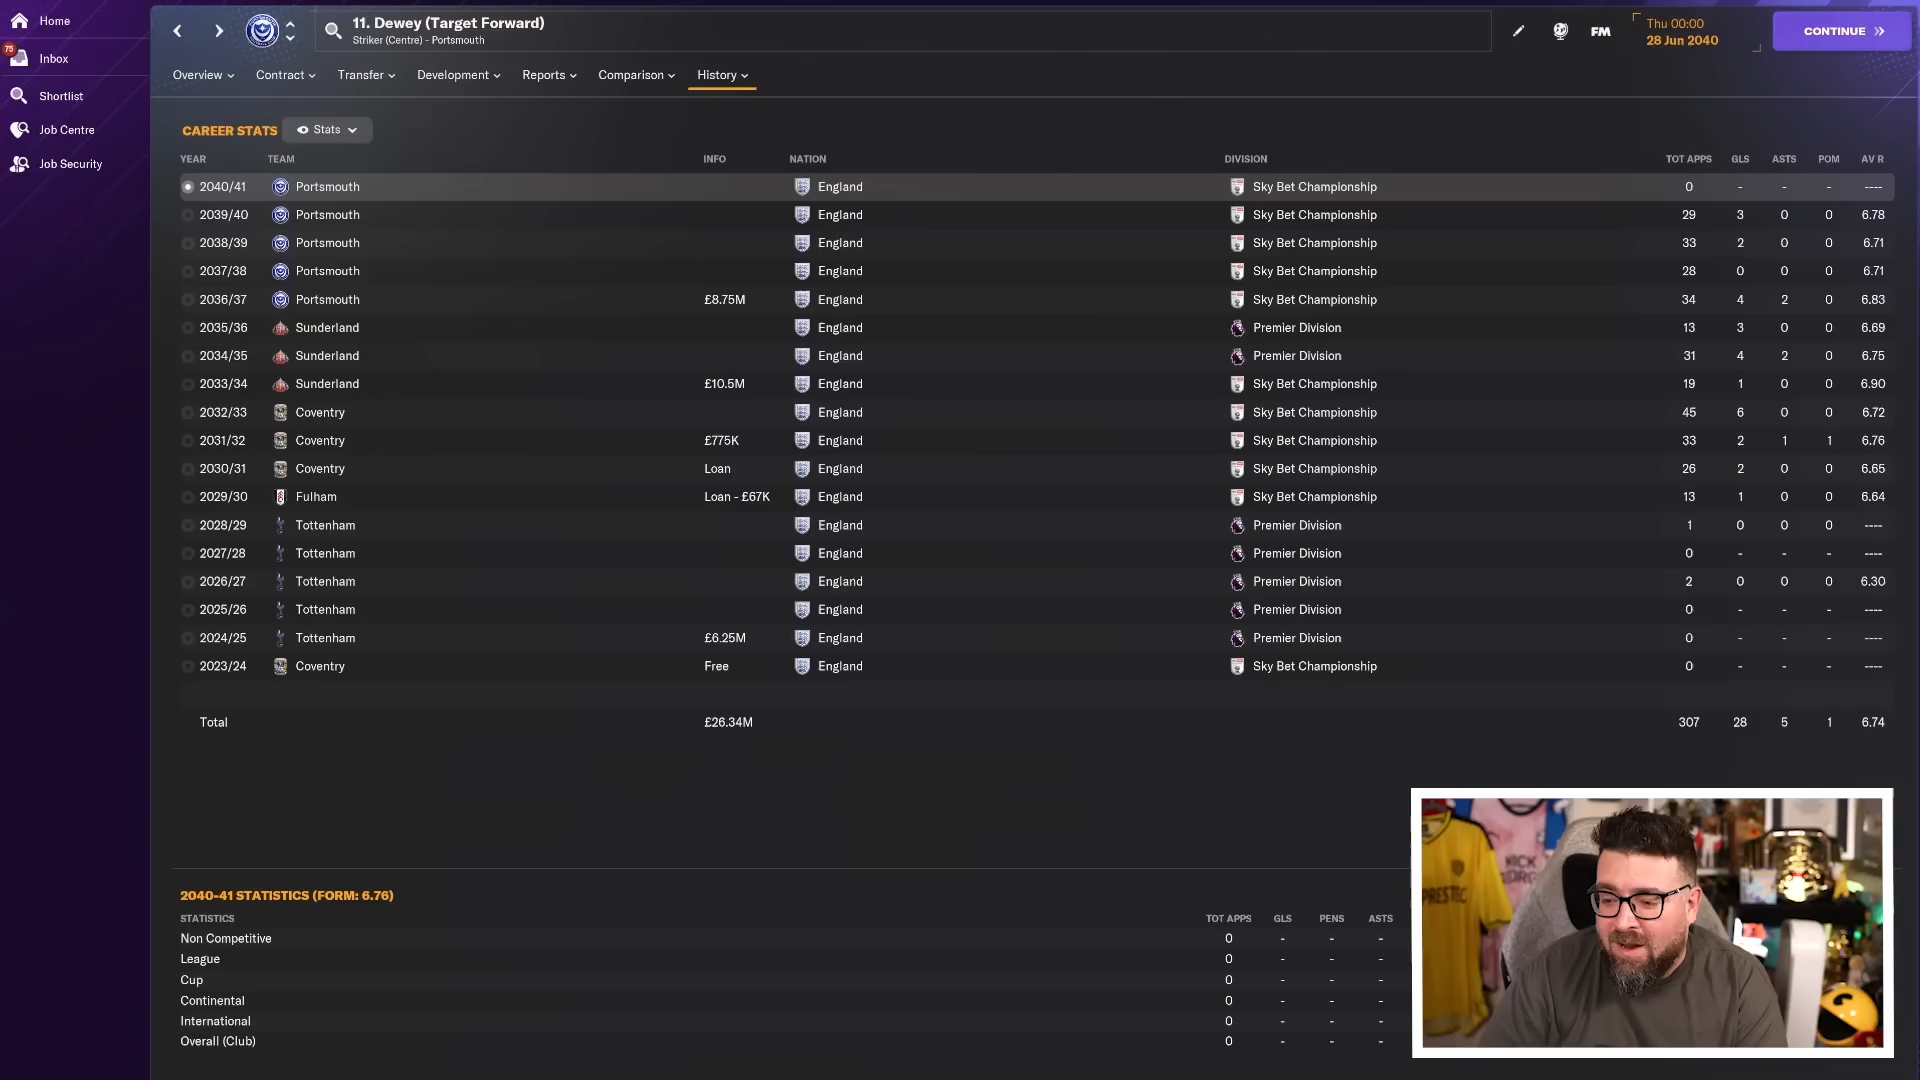 Home
75
Inbox
Shortlist
Job Centre
Job Security
11. Dewey (Target Forward)
Striker (Centre) - Portsmouth
FM
Thu 00:00
28 Jun 2040
CONTINUE
Overview Contract Transfer Development Reports Comparison History
CAREER STATS Stats
YEAR TEAM INFO NATION DIVISION TOT APPS GLS ASTS POM AV R
2040/41 Portsmouth England Sky Bet Championship 0 - - - ----
2039/40 Portsmouth England Sky Bet Championship 29 3 0 0 6.78
2038/39 Portsmouth England Sky Bet Championship 33 2 0 0 6.71
2037/38 Portsmouth England Sky Bet Championship 28 0 0 0 6.71
2036/37 Portsmouth £8.75M England Sky Bet Championship 34 4 2 0 6.83
2035/36 Sunderland England Premier Division 13 3 0 0 6.69
2034/35 Sunderland England Premier Division 31 4 2 0 6.75
2033/34 Sunderland £10.5M England Sky Bet Championship 19 1 0 0 6.90
2032/33 Coventry England Sky Bet Championship 45 6 0 0 6.72
2031/32 Coventry £775K England Sky Bet Championship 33 2 1 1 6.76
2030/31 Coventry Loan England Sky Bet Championship 26 2 0 0 6.65
2029/30 Fulham Loan - £67K England Sky Bet Championship 13 1 0 0 6.64
2028/29 Tottenham England Premier Division 1 0 0 0 ----
2027/28 Tottenham England Premier Division 0 - - - ----
2026/27 Tottenham England Premier Division 2 0 0 0 6.30
2025/26 Tottenham England Premier Division 0 - - - ----
2024/25 Tottenham £6.25M England Premier Division 0 - - - ----
2023/24 Coventry Free England Sky Bet Championship 0 - - - ----
Total £26.34M 307 28 5 1 6.74
2040-41 STATISTICS (FORM: 6.76)
STATISTICS TOT APPS GLS PENS ASTS
Non Competitive 0 - - -
League 0 - - -
Cup 0 - - -
Continental 0 - - -
International 0 - - -
Overall (Club) 0 - - -